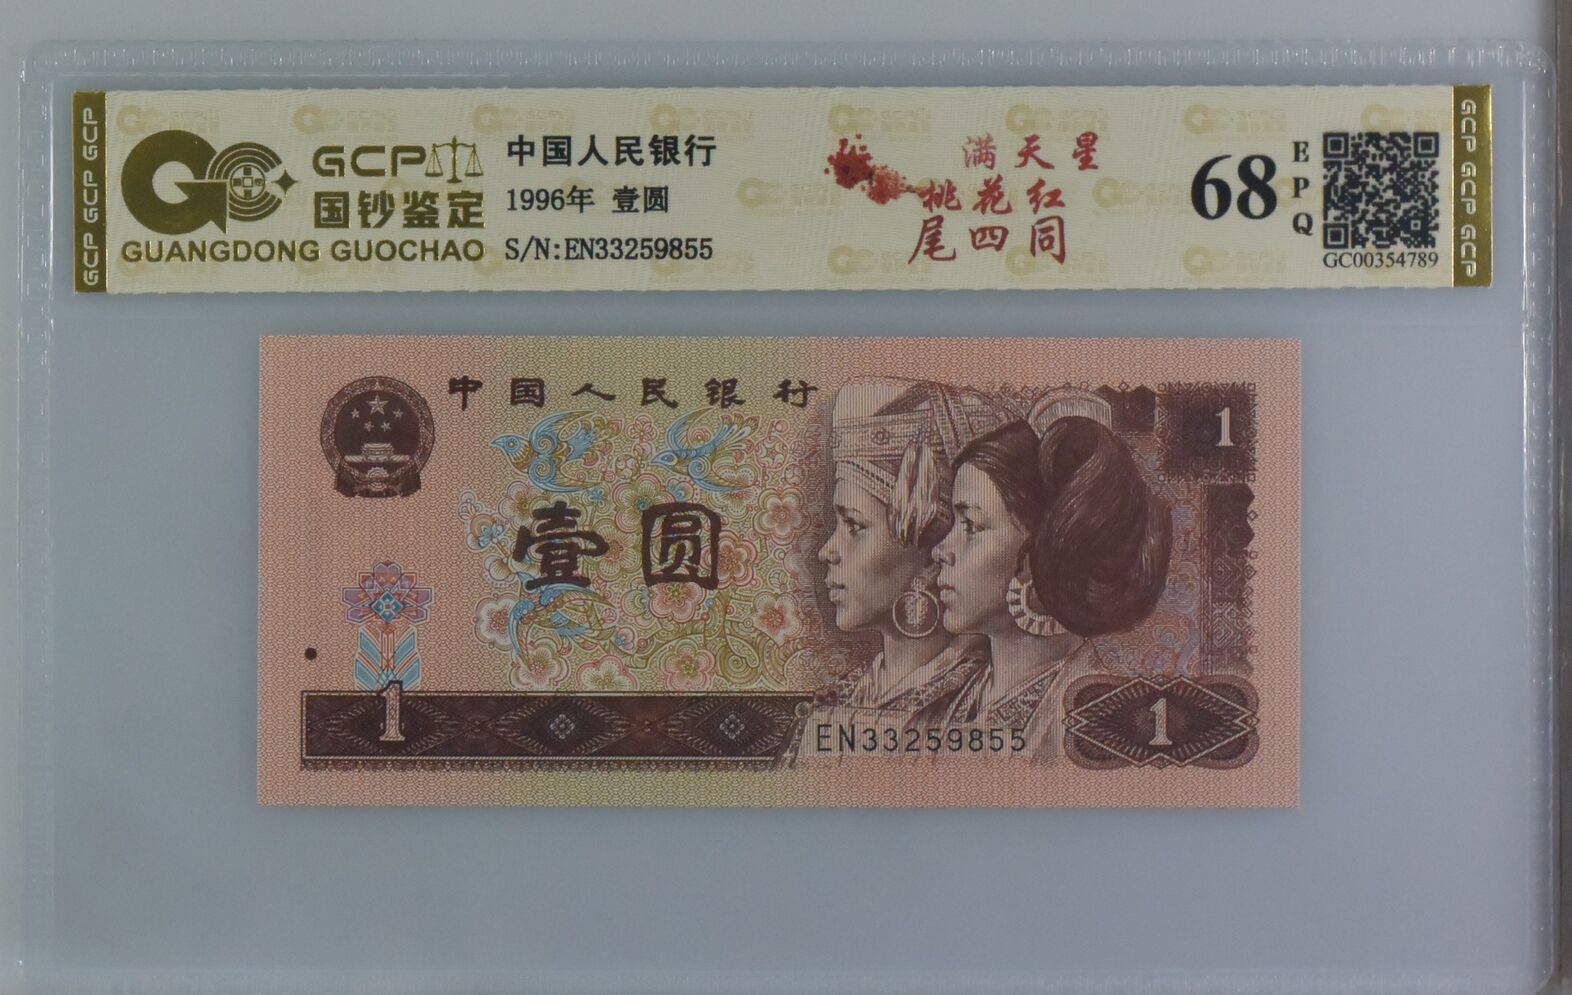 GCP GCP GCP
GCP
国钞鉴定
GUANGDONG GUOCHAO
中国人民银行
1996年 壹圆
S/N:EN33259855
满天星
桃花红
尾四同
68
E
P
Q
GC00354789
GCP GCP GCP
中国人民银行
1
壹圆
1
EN33259855
1